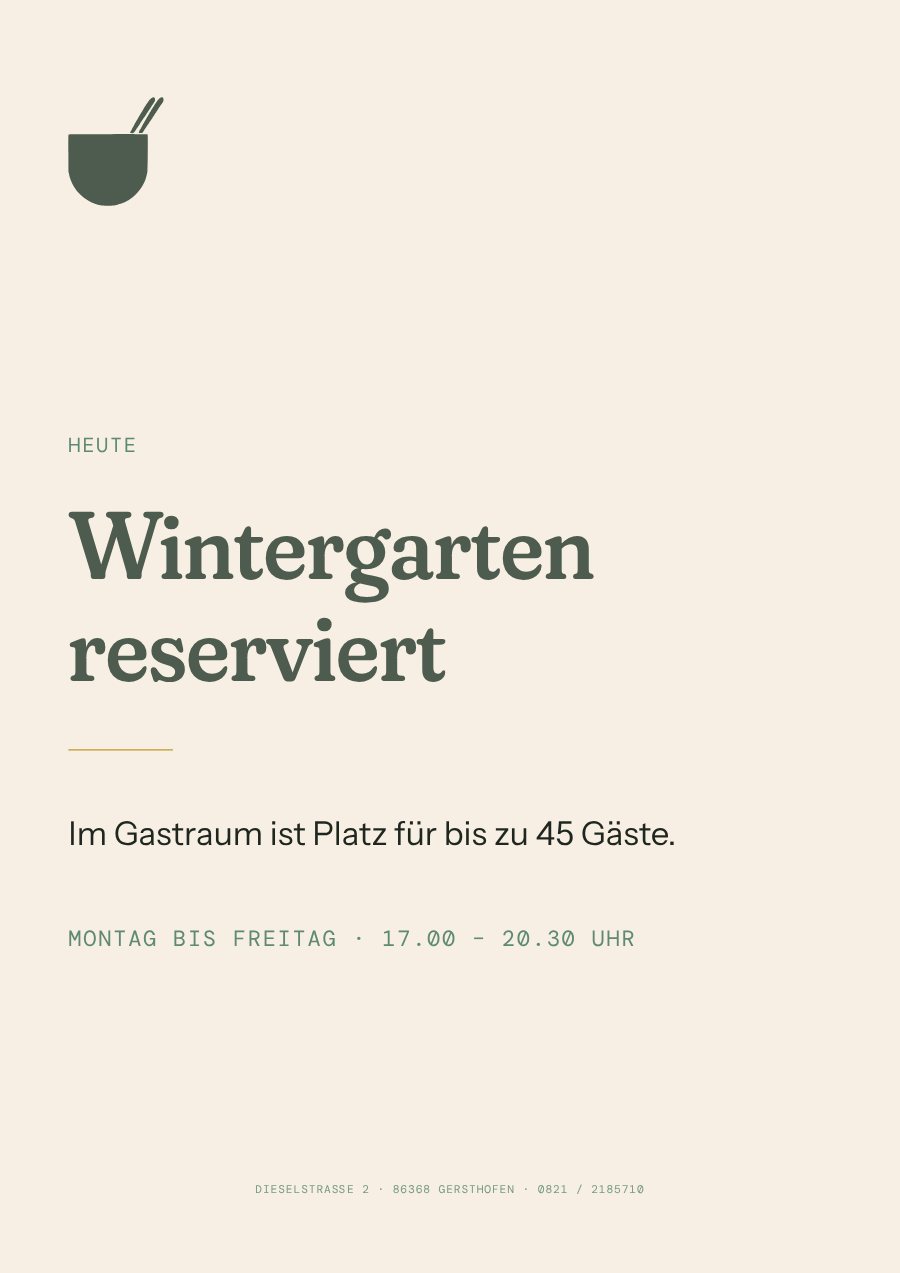 HEUTE
Wintergarten
reserviert
Im Gastraum ist Platz für bis zu 45 Gäste.
MONTAG BIS FREITAG · 17.00 – 20.30 UHR
DIESELSTRASSE 2 · 86368 GERSTHOFEN · 0821 / 2185710